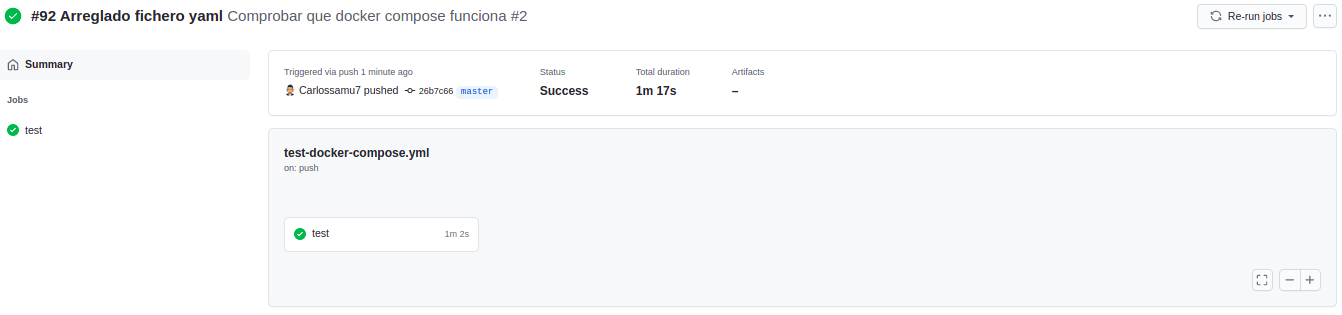 #92 Arreglado fichero yaml Comprobar que docker compose funciona #2
Re-run jobs
Summary
Jobs
test
Triggered via push 1 minute ago
Carlossamu7 pushed 26b7c66 master
Status
Success
Total duration
1m 17s
Artifacts
–
test-docker-compose.yml
on: push
test 1m 2s